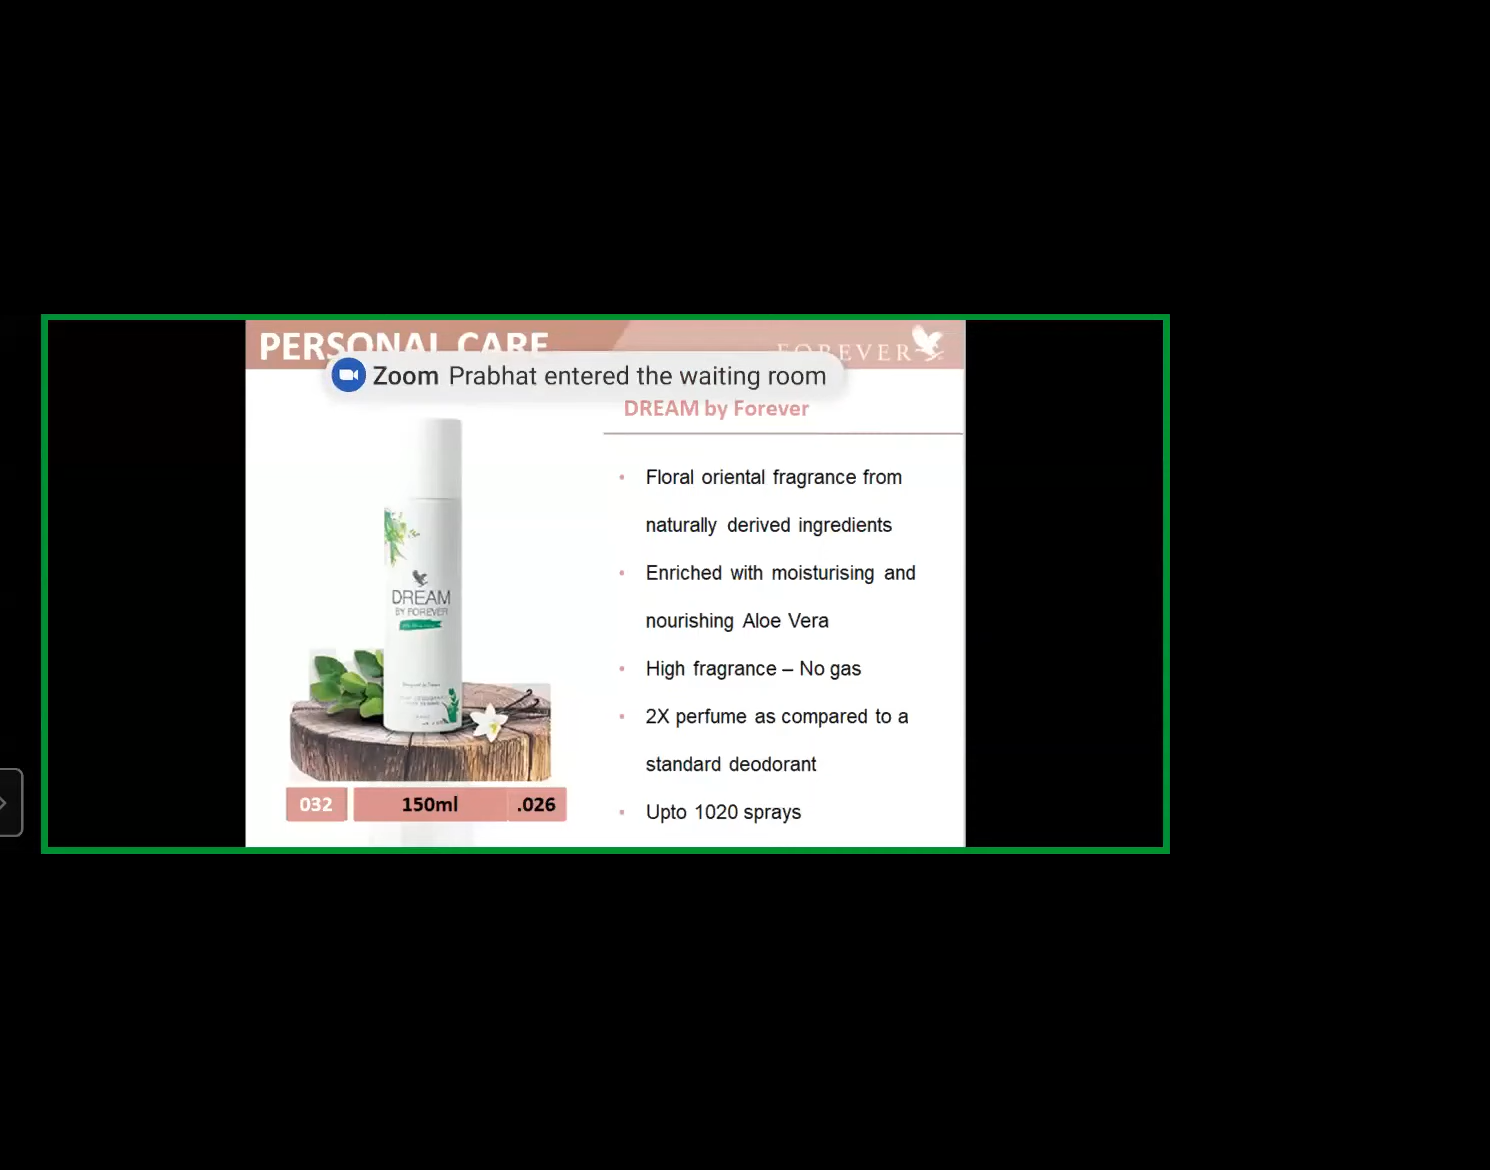 PERSONAL CARE
FOREVER
Zoom Prabhat entered the waiting room
DREAM by Forever
Floral oriental fragrance from
naturally derived ingredients
Enriched with moisturising and
nourishing Aloe Vera
High fragrance – No gas
2X perfume as compared to a
standard deodorant
Upto 1020 sprays
DREAM
BY FOREVER
032 150ml .026